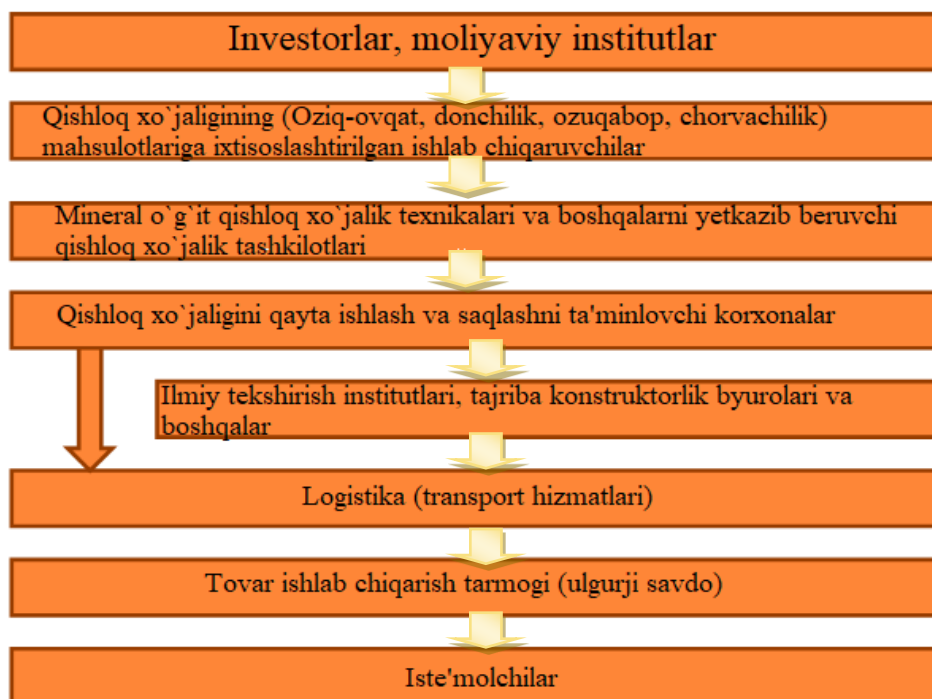 Investorlar, moliyaviy institutlar
Qishloq xo`jaligining (Oziq-ovqat, donchilik, ozuqabop, chorvachilik)
mahsulotlariga ixtisoslashtirilgan ishlab chiqaruvchilar
Mineral o`g`it qishloq xo`jalik texnikalari va boshqalarni yetkazib beruvchi
qishloq xo`jalik tashkilotlari
Qishloq xo`jaligini qayta ishlash va saqlashni ta'minlovchi korxonalar
Ilmiy tekshirish institutlari, tajriba konstruktorlik byurolari va
boshqalar
Logistika (transport hizmatlari)
Tovar ishlab chiqarish tarmogi (ulgurji savdo)
Iste'molchilar